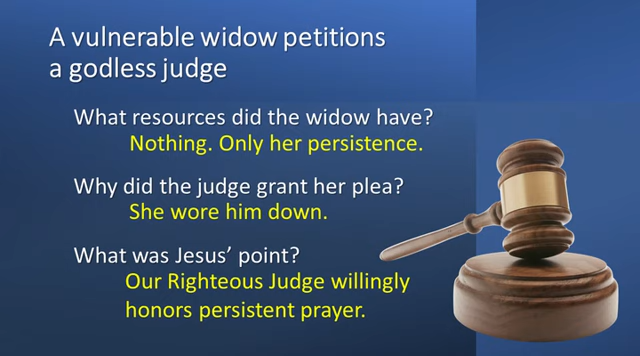 A vulnerable widow petitions
a godless judge
What resources did the widow have?
Nothing. Only her persistence.
Why did the judge grant her plea?
She wore him down.
What was Jesus’ point?
Our Righteous Judge willingly
honors persistent prayer.